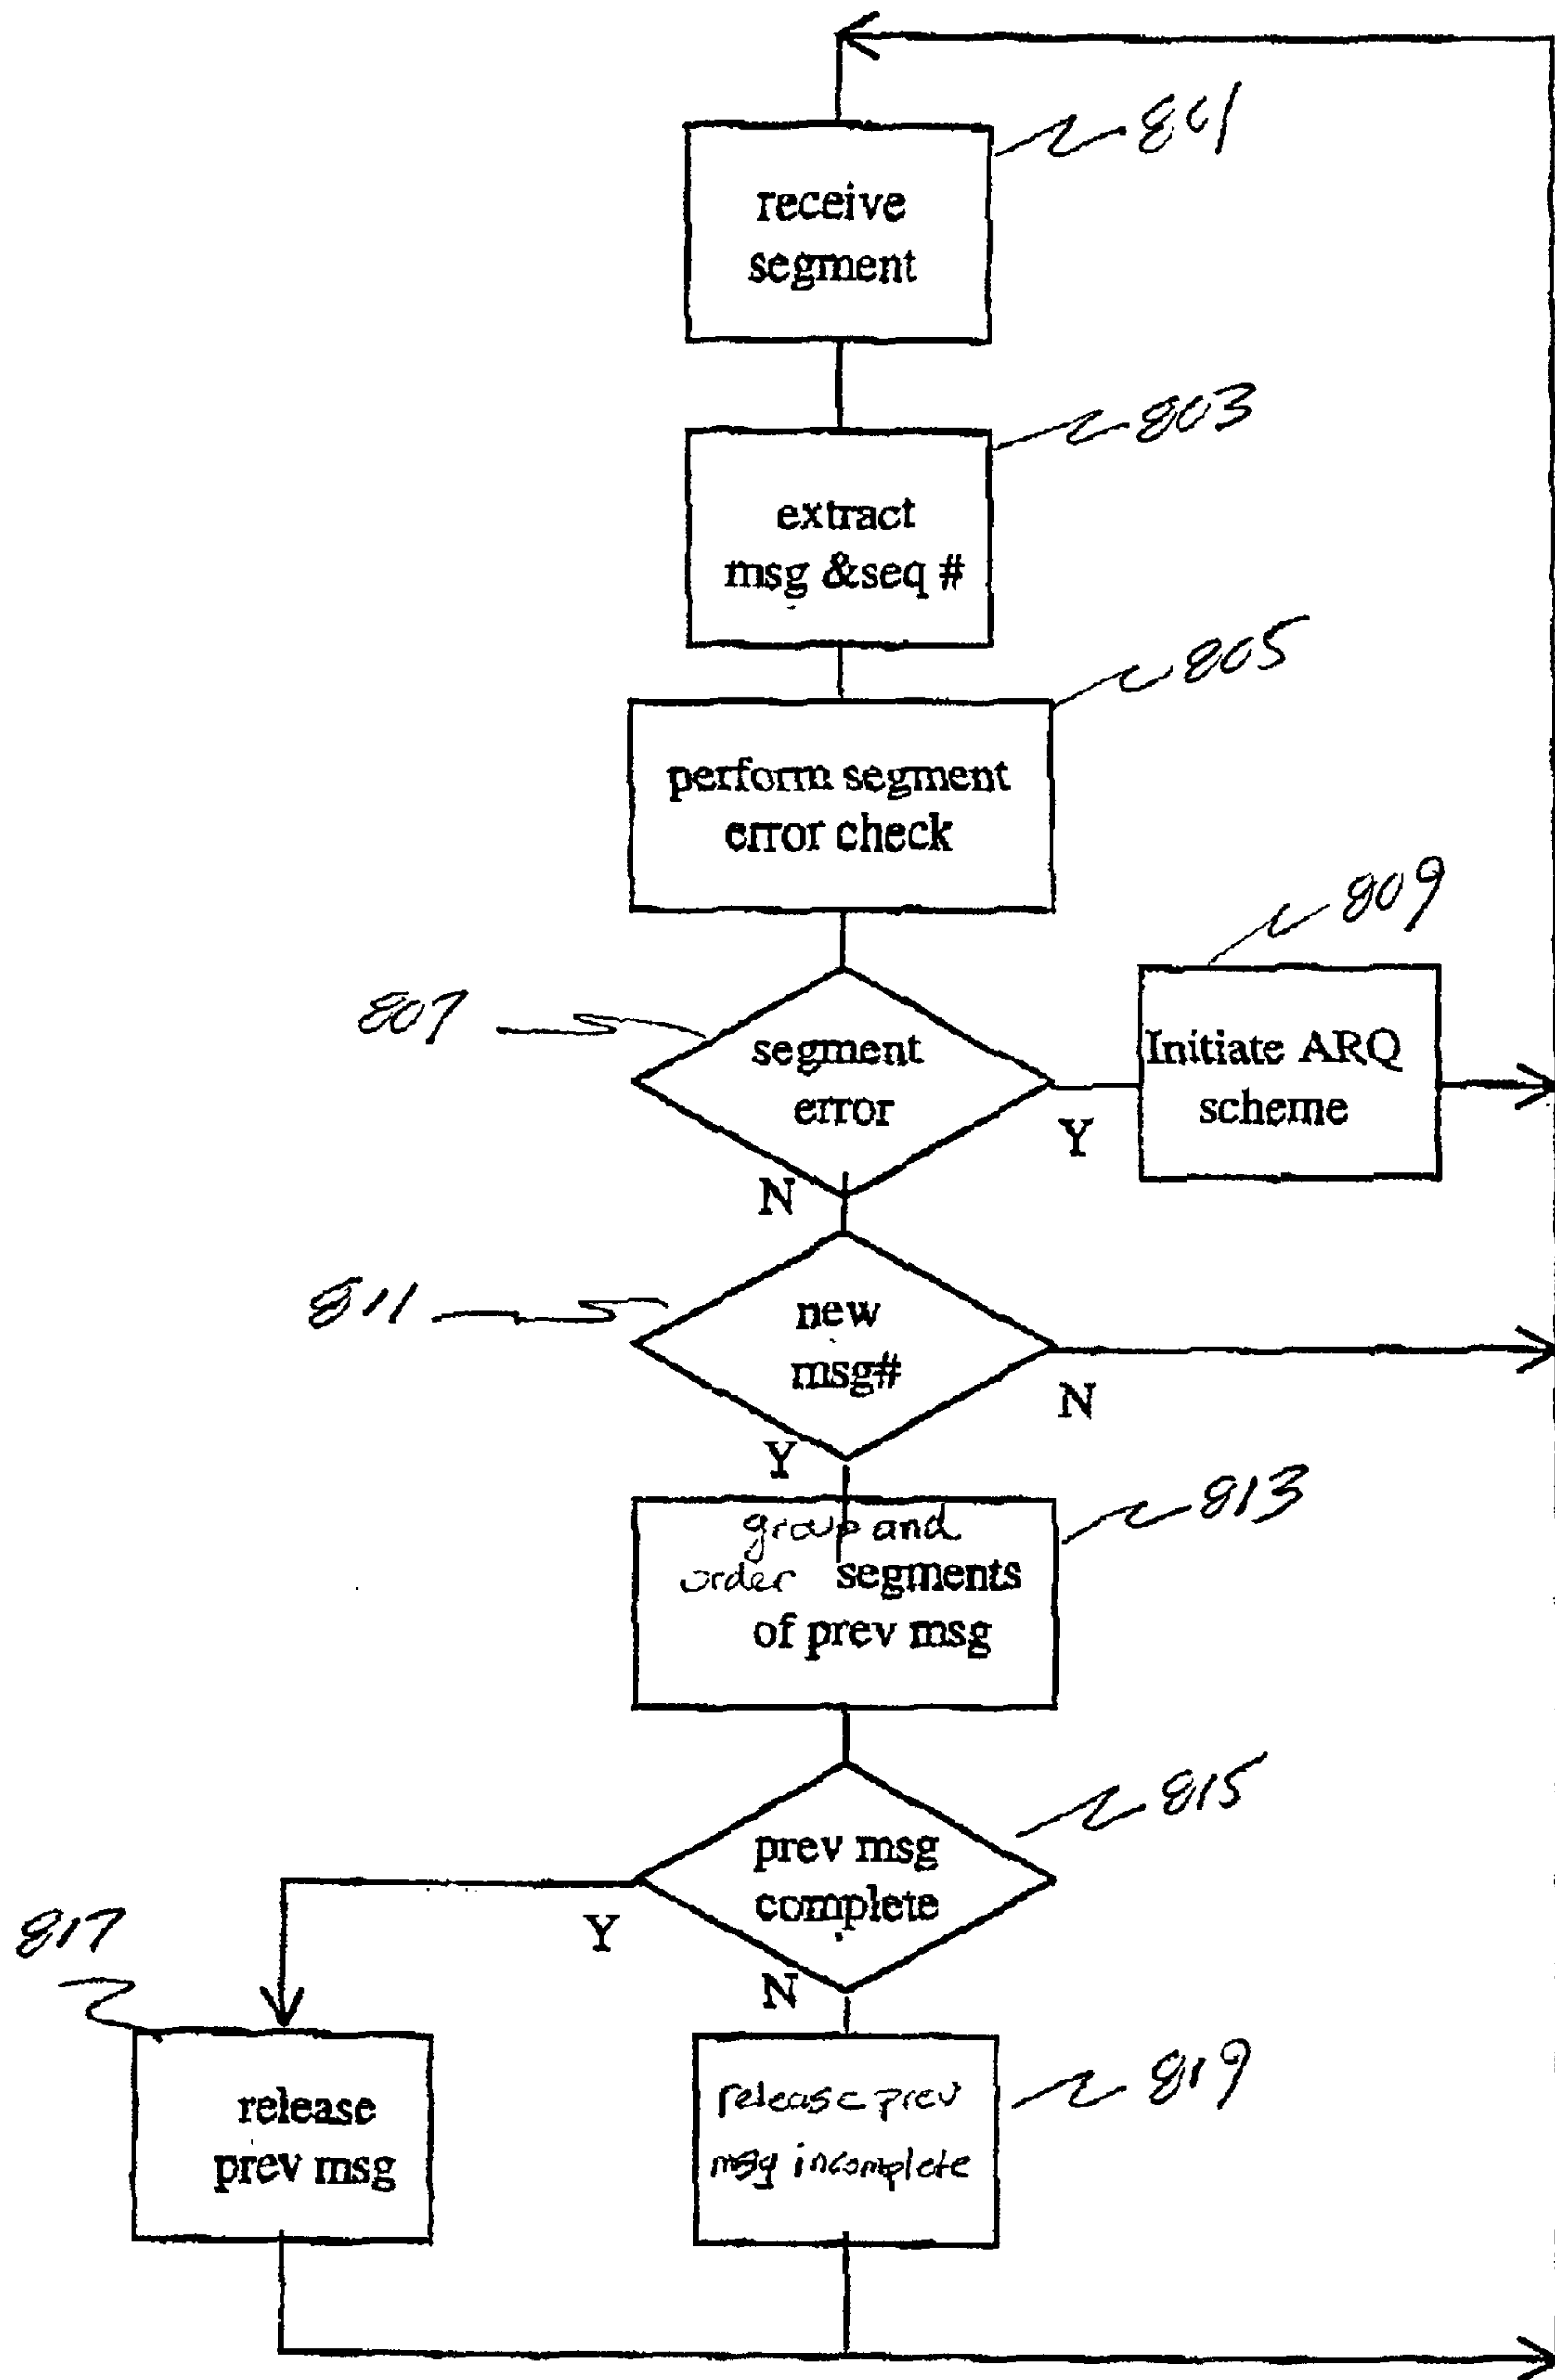 801
receive
segment
803
extract
msg &seq #
805
perform segment
error check
809
807
segment
error
Initiate ARQ
scheme
Y
N
811
new
msg#
N
Y
813
group and
order segments
of prev msg
815
prev msg
complete
Y
817
N
release
prev msg
819
release prev
msg incomplete